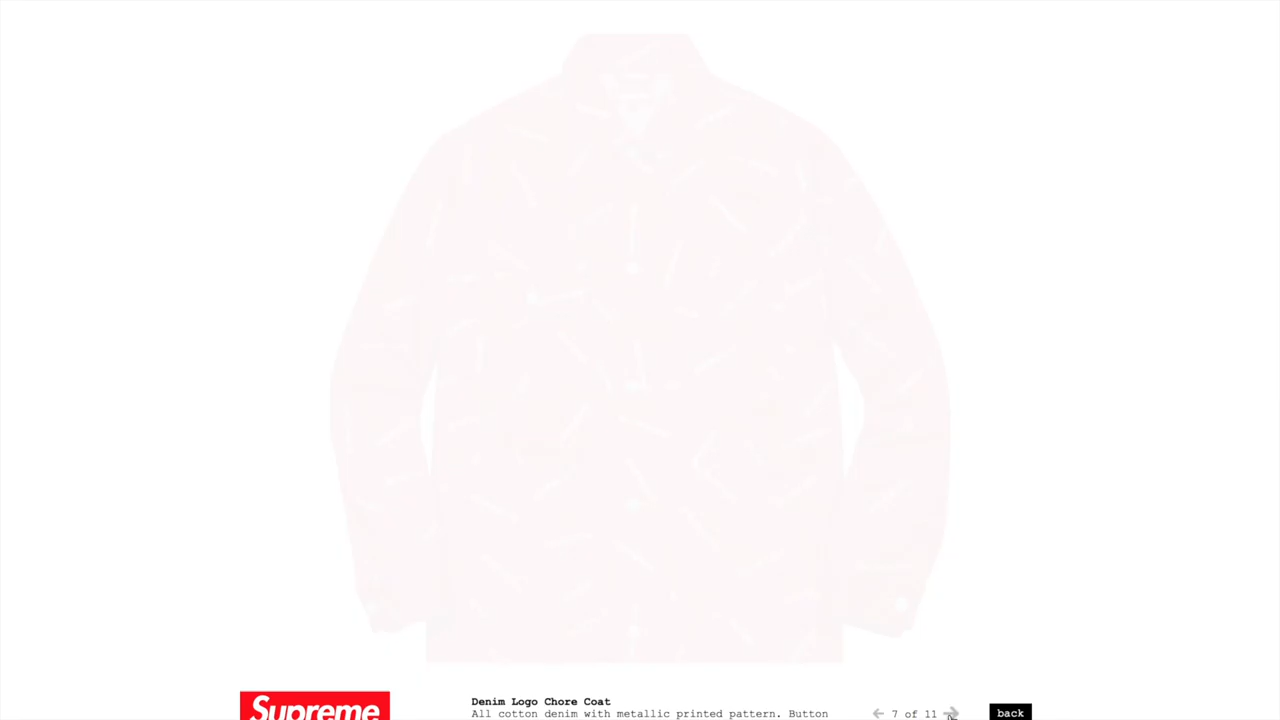 Supreme
Denim Logo Chore Coat
All cotton denim with metallic printed pattern. Button
7 of 11
back